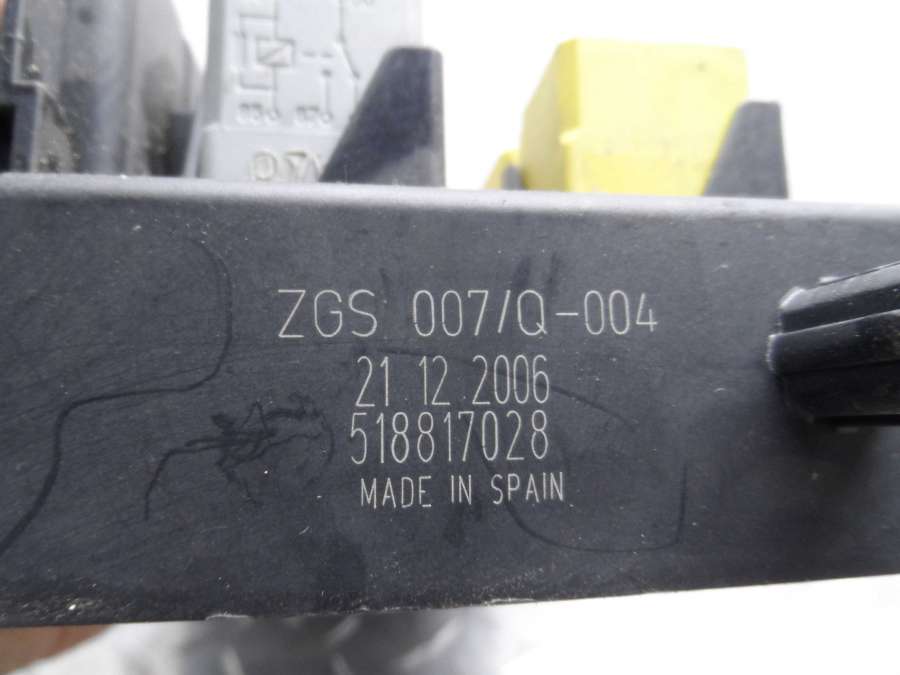 ZGS 007/Q-004
21.12.2006
518817028
MADE IN SPAIN